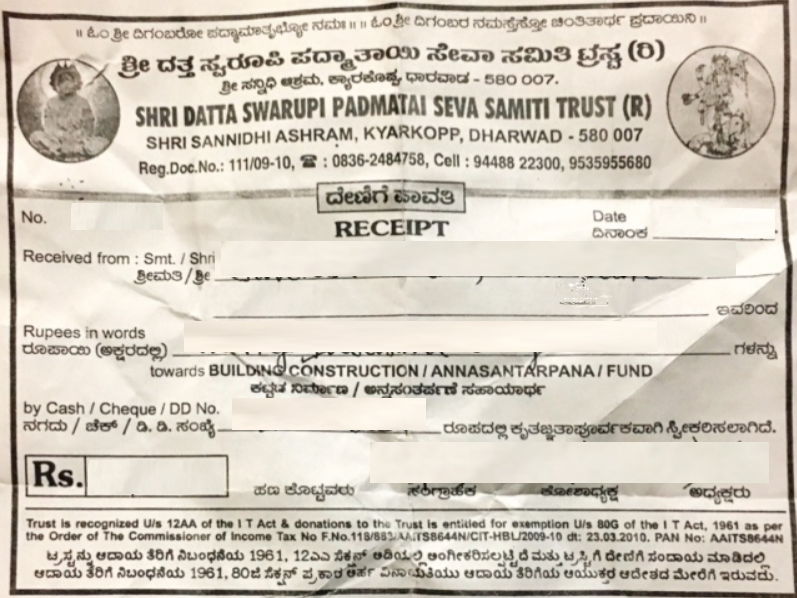 ॥ ಓಂ ಶ್ರೀ ದಿಗಂಬರೋ ಪದ್ಮಾಮಾತೃಭ್ಯೋ ನಮಃ ॥ ॥ ಓಂ ಶ್ರೀ ದಿಗಂಬರ ನಮಸ್ತೆಸ್ತೋ ಚಿಂತಿತಾರ್ಥ ಪ್ರದಾಯಿನಿ ॥
ಶ್ರೀ ದತ್ತ ಸ್ವರೂಪಿ ಪದ್ಮಾತಾಯಿ ಸೇವಾ ಸಮಿತಿ ಟ್ರಸ್ಟ (ರಿ)
ಶ್ರೀ ಸನ್ನಿಧಿ ಆಶ್ರಮ, ಕ್ಯಾರಕೊಪ್ಪ, ಧಾರವಾಡ - 580 007.
SHRI DATTA SWARUPI PADMATAI SEVA SAMITI TRUST (R)
SHRI SANNIDHI ASHRAM, KYARKOPP, DHARWAD - 580 007
Reg.Doc.No.: 111/09-10, ☎ : 0836-2484758, Cell : 94488 22300, 9535955680
ದೇಣಿಗೆ ಪಾವತಿ
No. RECEIPT Date
ದಿನಾಂಕ
Received from : Smt. / Shri
ಶ್ರೀಮತಿ / ಶ್ರೀ
ಇವರಿಂದ
Rupees in words
ರೂಪಾಯಿ (ಅಕ್ಷರದಲ್ಲಿ) ಗಳನ್ನು
towards BUILDING CONSTRUCTION / ANNASANTARPANA / FUND
ಕಟ್ಟಡ ನಿರ್ಮಾಣ / ಅನ್ನಸಂತರ್ಪಣೆ ಸಹಾಯಾರ್ಥ
by Cash / Cheque / DD No.
ನಗದು / ಚೆಕ್ / ಡಿ. ಡಿ. ಸಂಖ್ಯೆ ರೂಪದಲ್ಲಿ ಕೃತಜ್ಞತಾಪೂರ್ವಕವಾಗಿ ಸ್ವೀಕರಿಸಲಾಗಿದೆ.
Rs.
ಹಣ ಕೊಟ್ಟವರು ಸಂಗ್ರಾಹಕ ಕೋಶಾಧ್ಯಕ್ಷ ಅಧ್ಯಕ್ಷರು
Trust is recognized U/s 12AA of the I T Act & donations to the Trust is entitled for exemption U/s 80G of the I T Act, 1961 as per
the Order of The Commissioner of Income Tax No F.No.118/883/AAITS8644N/CIT-HBL/2009-10 dt: 23.03.2010. PAN No: AAITS8644N
ಟ್ರಸ್ಟನ್ನು ಆದಾಯ ತೆರಿಗೆ ನಿಬಂಧನೆಯ 1961, 12ಎಎ ಸೆಕ್ಷನ್ ಅಡಿಯಲ್ಲಿ ಅಂಗೀಕರಿಸಲ್ಪಟ್ಟಿದೆ ಮತ್ತು ಟ್ರಸ್ಟಿಗೆ ದೇಣಿಗೆ ಸಂದಾಯ ಮಾಡಿದಲ್ಲಿ
ಆದಾಯ ತೆರಿಗೆ ನಿಬಂಧನೆಯ 1961, 80ಜಿ ಸೆಕ್ಷನ್ ಪ್ರಕಾರ ಆರ್ಹ ವಿನಾಯತಿಯು ಆದಾಯ ತೆರಿಗೆಯ ಆಯುಕ್ತರ ಆದೇಶದ ಮೇರೆಗೆ ಇರುವದು.